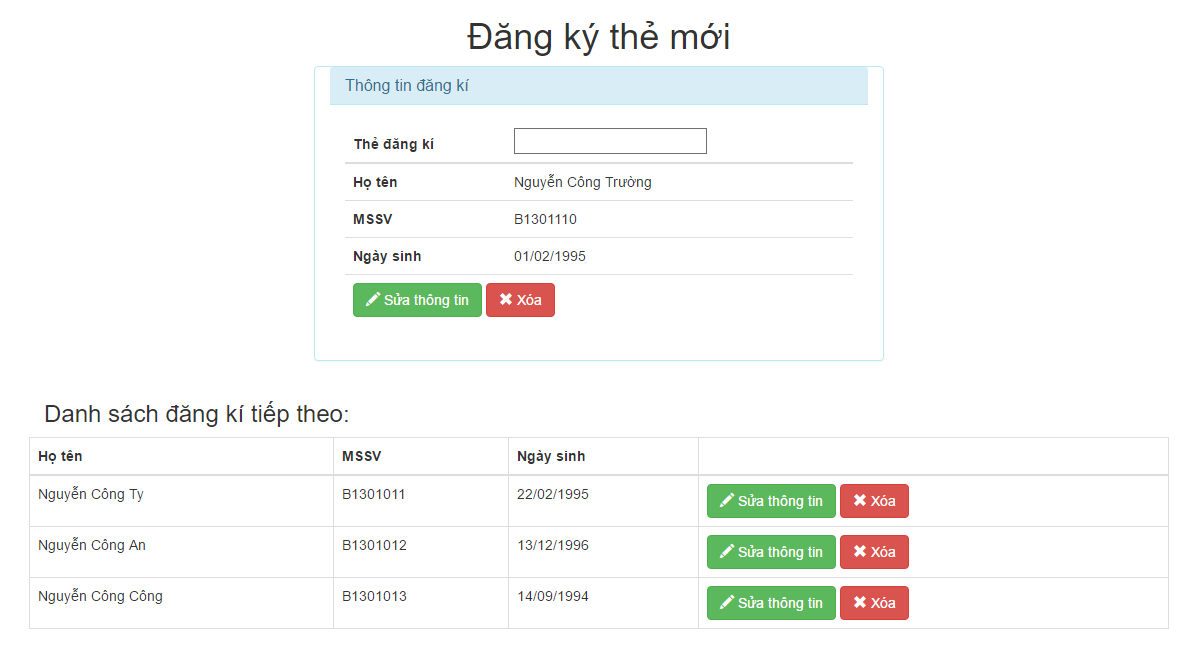 Đăng ký thẻ mới
Thông tin đăng kí
Thẻ đăng kí
Họ tên Nguyễn Công Trường
MSSV B1301110
Ngày sinh 01/02/1995
Sửa thông tin Xóa
Danh sách đăng kí tiếp theo:
Họ tên MSSV Ngày sinh
Nguyễn Công Ty B1301011 22/02/1995 Sửa thông tin Xóa
Nguyễn Công An B1301012 13/12/1996 Sửa thông tin Xóa
Nguyễn Công Công B1301013 14/09/1994 Sửa thông tin Xóa